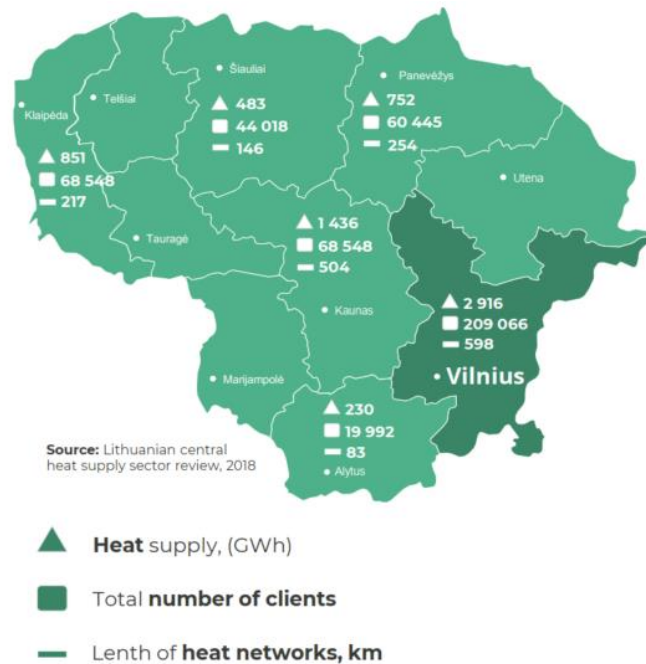 Šiauliai
483
44 018
146
Panevėžys
752
60 445
254
Telšiai
Klaipėda
851
68 548
217
Utena
Tauragė
1 436
68 548
504
Kaunas
2 916
209 066
598
Vilnius
Marijampolė
230
19 992
83
Alytus
Source: Lithuanian central
heat supply sector review, 2018
Heat supply, (GWh)
Total number of clients
Lenth of heat networks, km